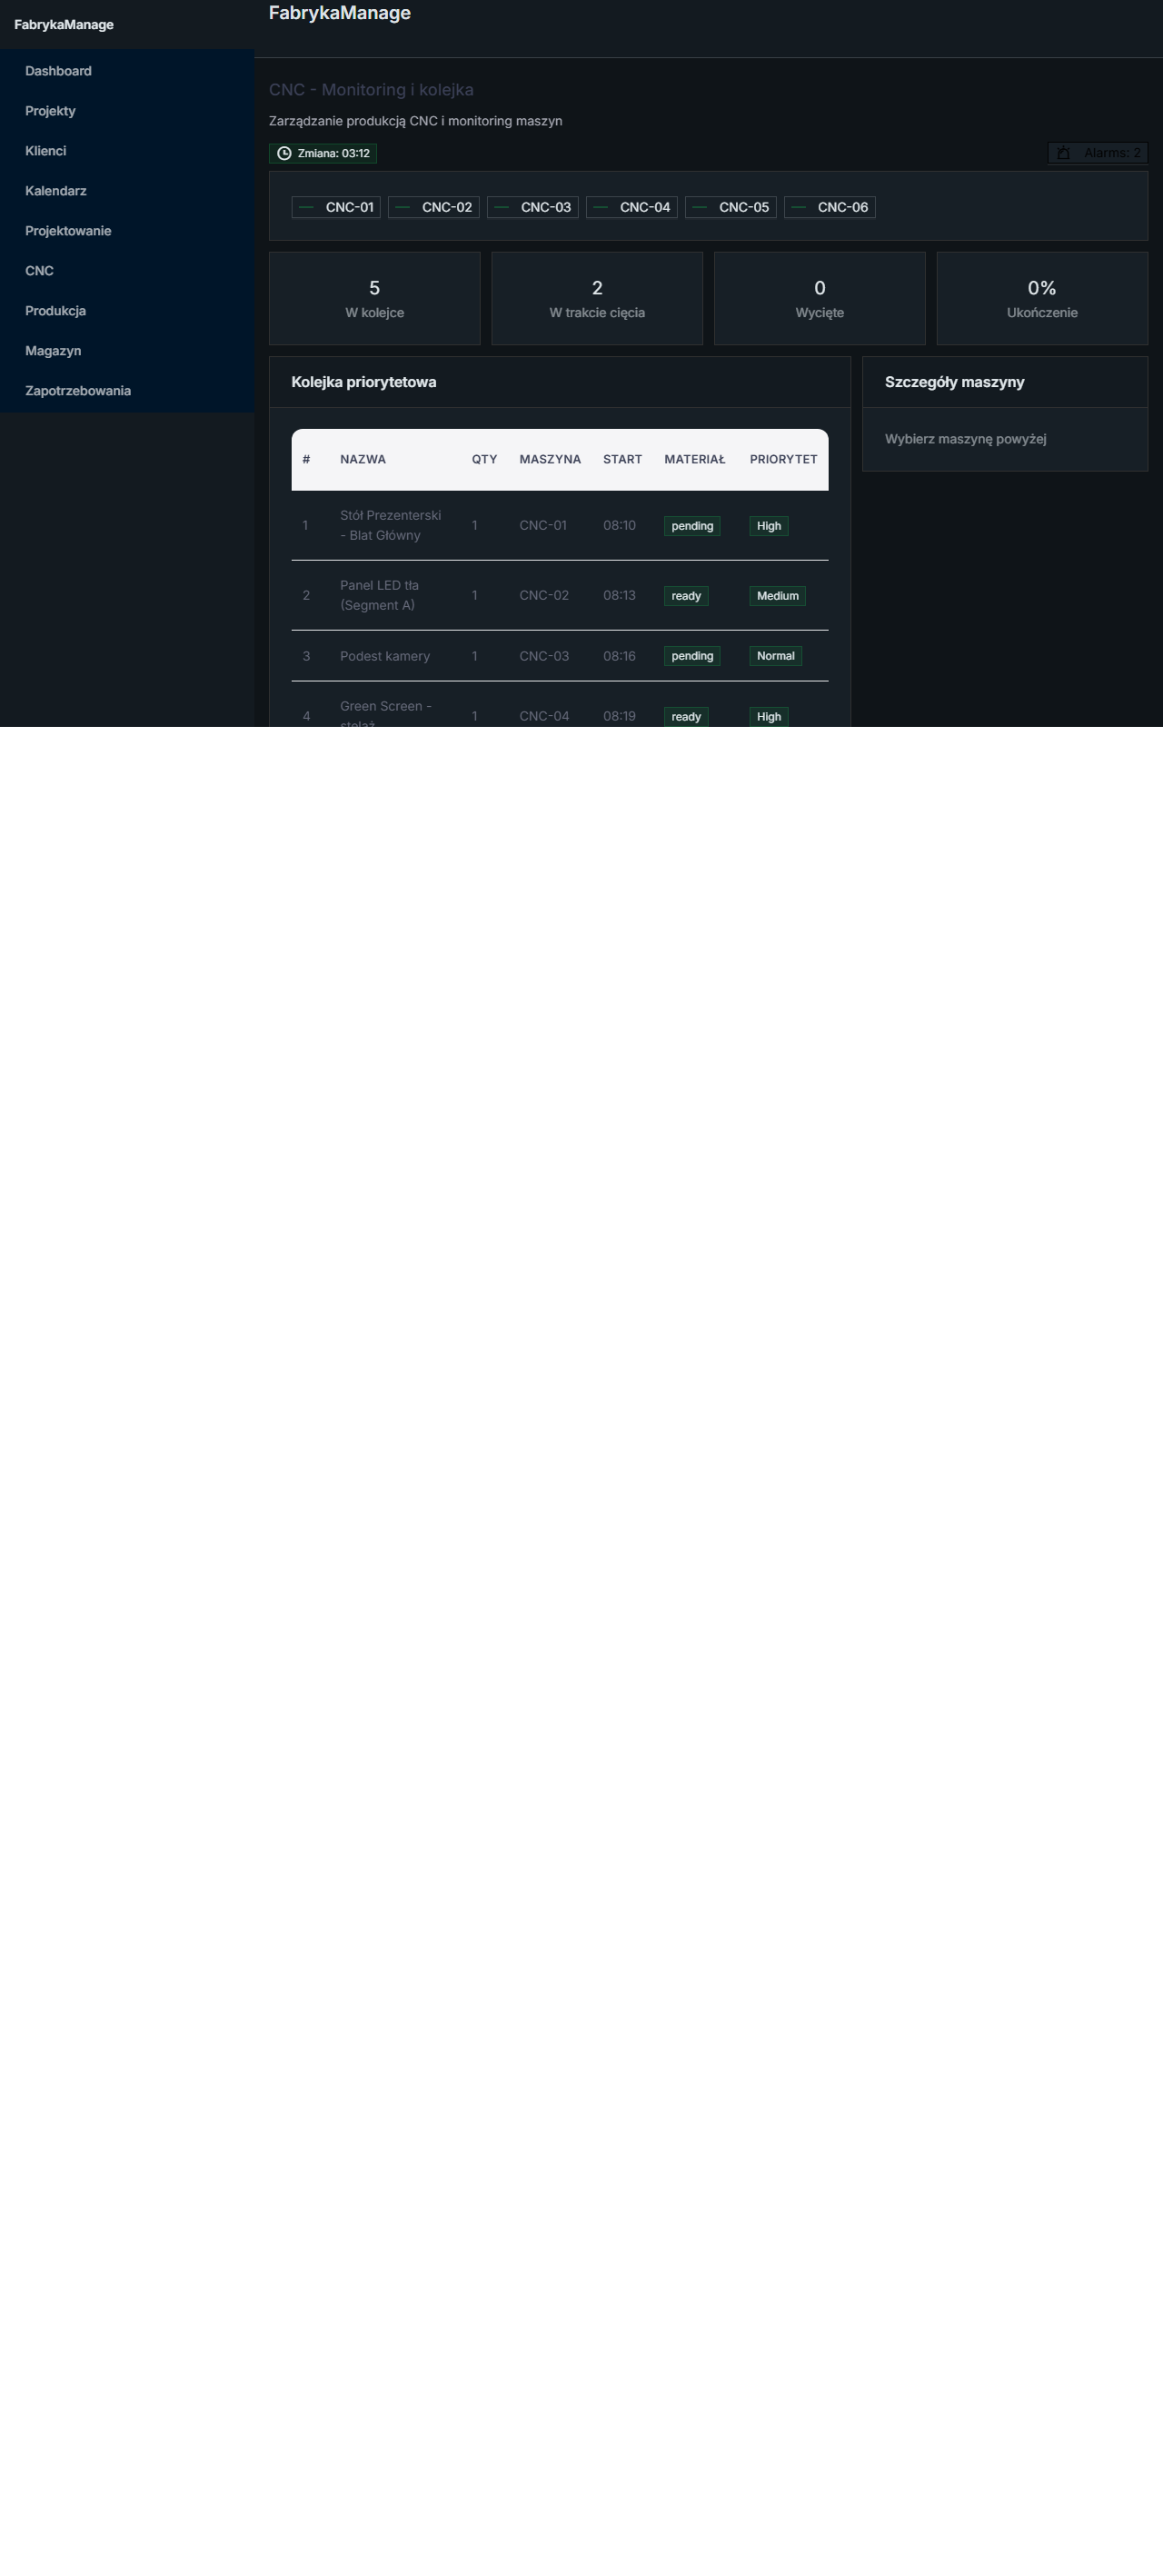 FabrykaManage
FabrykaManage
Dashboard
Projekty
Klienci
Kalendarz
Projektowanie
CNC
Produkcja
Magazyn
Zapotrzebowania
CNC - Monitoring i kolejka
Zarządzanie produkcją CNC i monitoring maszyn
Zmiana: 03:12
Alarms: 2
CNC-01 CNC-02 CNC-03 CNC-04 CNC-05 CNC-06
5
W kolejce
2
W trakcie cięcia
0
Wycięte
0%
Ukończenie
Kolejka priorytetowa
# NAZWA QTY MASZYNA START MATERIAŁ PRIORYTET
1 Stół Prezenterski 1 CNC-01 08:10 pending High
- Blat Główny
2 Panel LED tła 1 CNC-02 08:13 ready Medium
(Segment A)
3 Podest kamery 1 CNC-03 08:16 pending Normal
4 Green Screen - 1 CNC-04 08:19 ready High
stelaż
Szczegóły maszyny
Wybierz maszynę powyżej